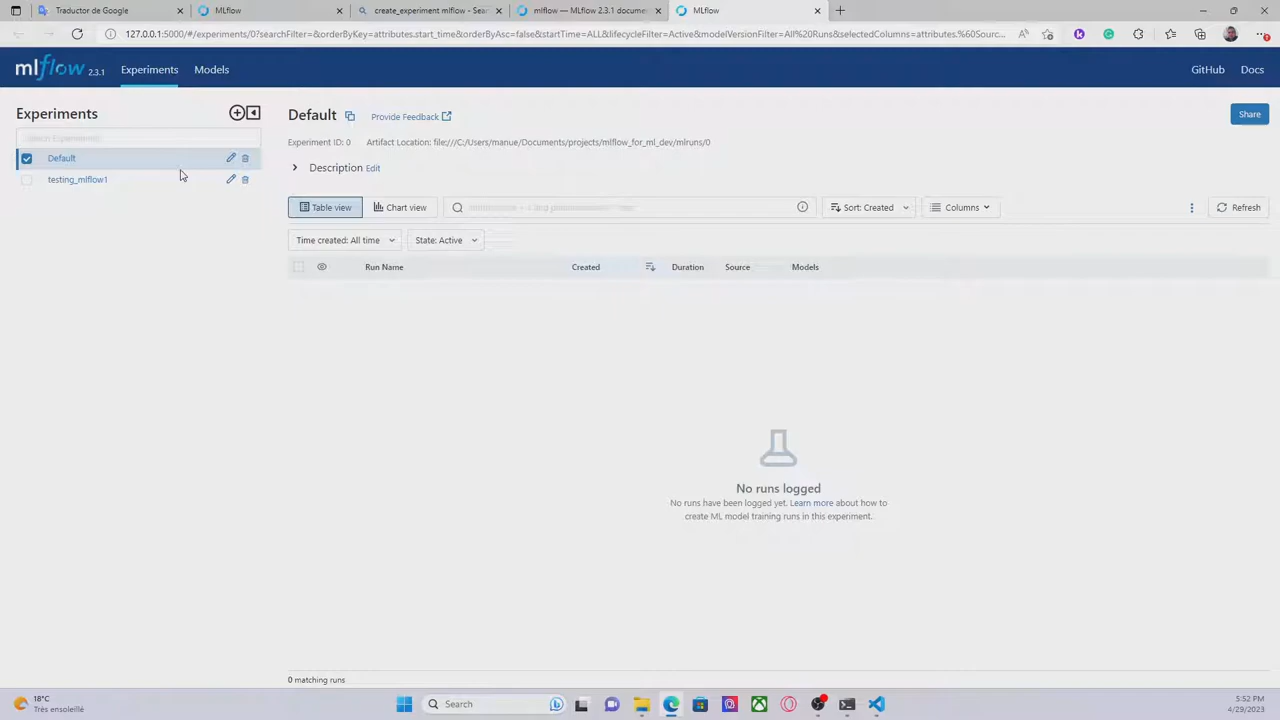 Traductor de Google
MLflow
create_experiment mlflow - Sea
mlflow — MLflow 2.3.1 documen
MLflow
127.0.0.1:5000/#/experiments/0?searchFilter=&orderByKey=attributes.start_time&orderByAsc=false&startTime=ALL&lifecycleFilter=Active&modelVersionFilter=All%20Runs&selectedColumns=attributes.%60Sourc...
mlflow 2.3.1 Experiments Models GitHub Docs
Experiments
Search Experiments
Default
testing_mlflow1
Default Provide Feedback Share
Experiment ID: 0 Artifact Location: file:///C:/Users/manue/Documents/projects/mlflow_for_ml_dev/mlruns/0
Description Edit
Table view Chart view Sort: Created Columns Refresh
Time created: All time State: Active
Run Name Created Duration Source Models
No runs logged
No runs have been logged yet. Learn more about how to
create ML model training runs in this experiment.
0 matching runs
18°C
Très ensoleillé
Search
5:52 PM
4/29/2023